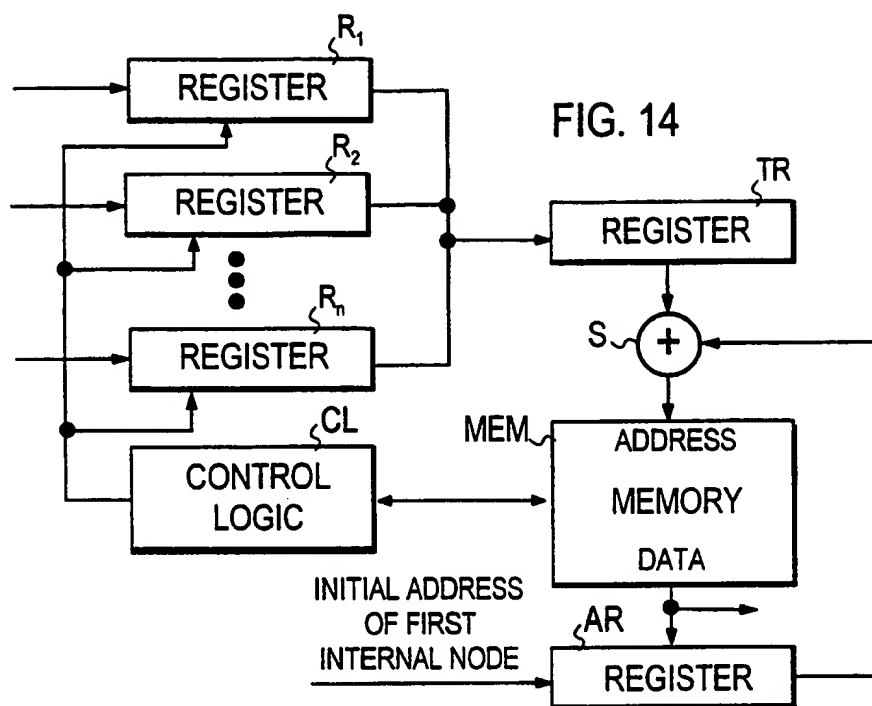 R1
REGISTER
FIG. 14
R2
REGISTER
TR
REGISTER
Rn
REGISTER
S
+
CL
CONTROL
LOGIC
MEM
ADDRESS
MEMORY
DATA
INITIAL ADDRESS
OF FIRST
INTERNAL NODE
AR
REGISTER